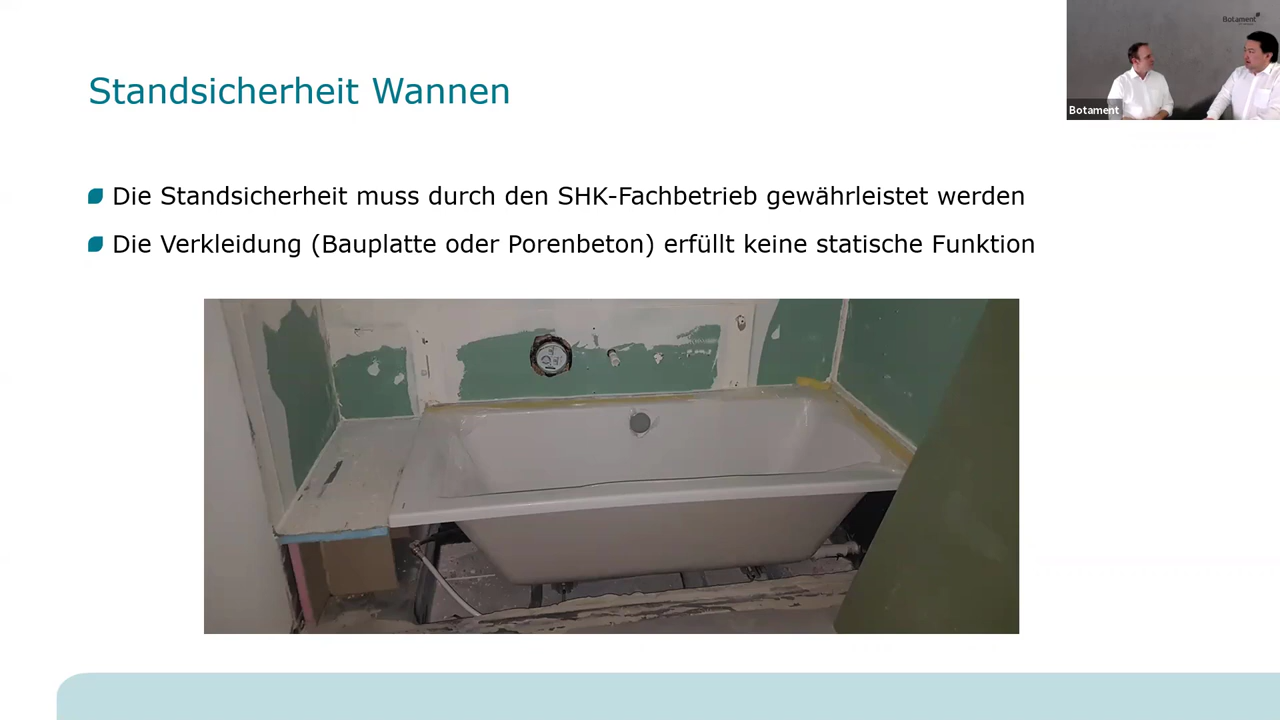 Standsicherheit Wannen
Die Standsicherheit muss durch den SHK-Fachbetrieb gewährleistet werden
Die Verkleidung (Bauplatte oder Porenbeton) erfüllt keine statische Funktion
Botament
Botament